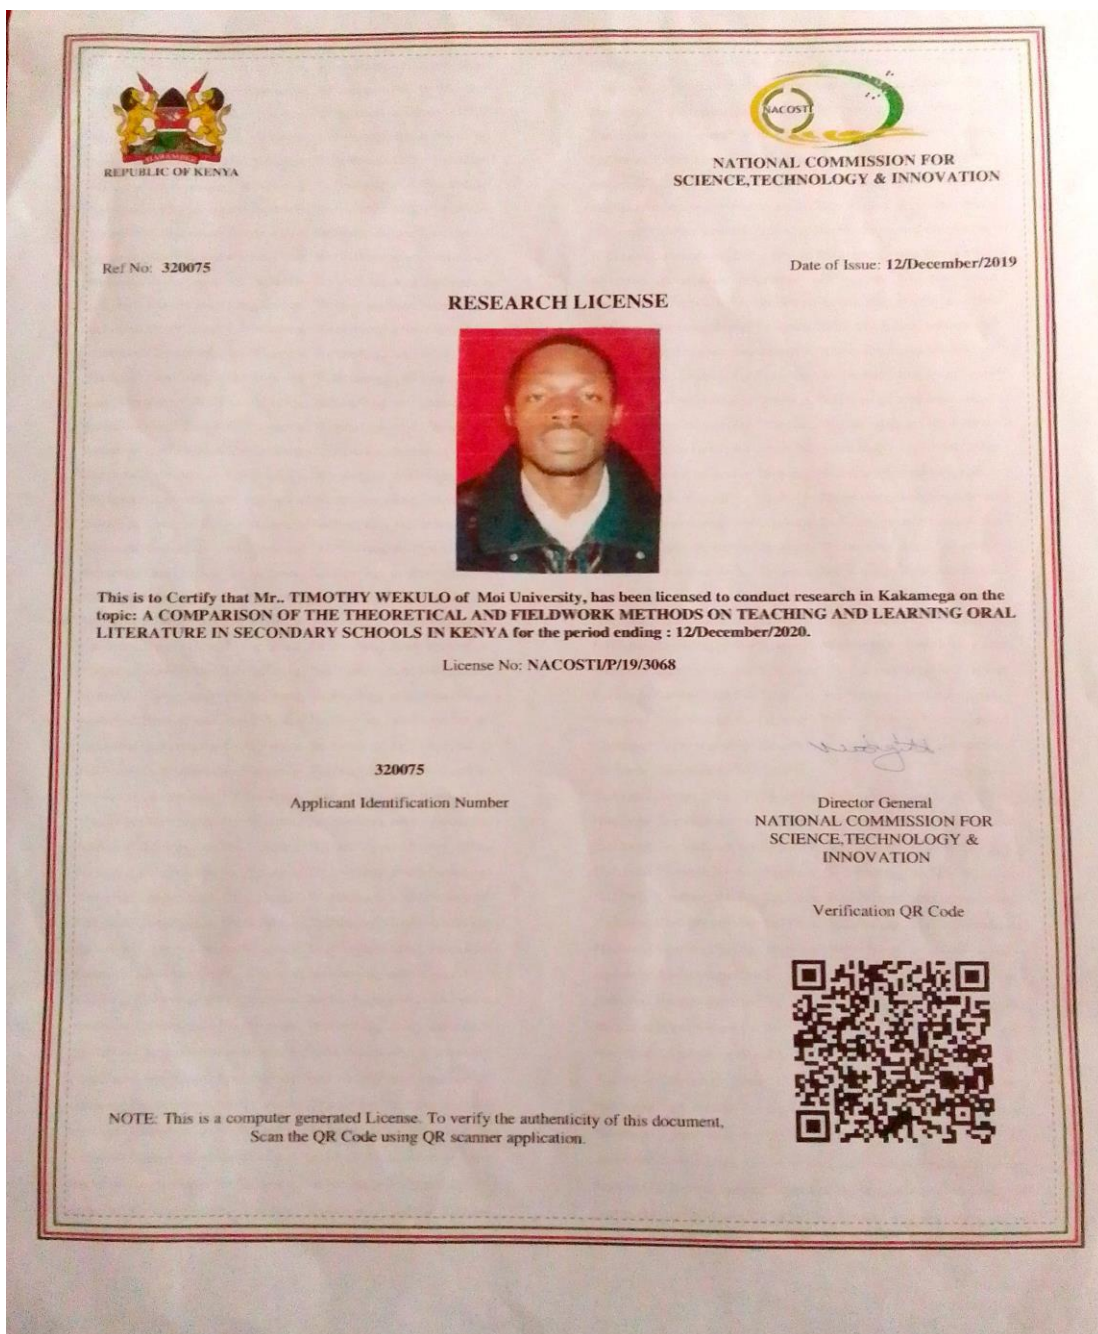 HARAMBEE
REPUBLIC OF KENYA
NACOSTI
NATIONAL COMMISSION FOR
SCIENCE,TECHNOLOGY & INNOVATION
Ref No: 320075
Date of Issue: 12/December/2019
RESEARCH LICENSE
This is to Certify that Mr.. TIMOTHY WEKULO of Moi University, has been licensed to conduct research in Kakamega on the
topic: A COMPARISON OF THE THEORETICAL AND FIELDWORK METHODS ON TEACHING AND LEARNING ORAL
LITERATURE IN SECONDARY SCHOOLS IN KENYA for the period ending : 12/December/2020.
License No: NACOSTI/P/19/3068
320075
Applicant Identification Number
Director General
NATIONAL COMMISSION FOR
SCIENCE,TECHNOLOGY &
INNOVATION
Verification QR Code
NOTE: This is a computer generated License. To verify the authenticity of this document,
Scan the QR Code using QR scanner application.